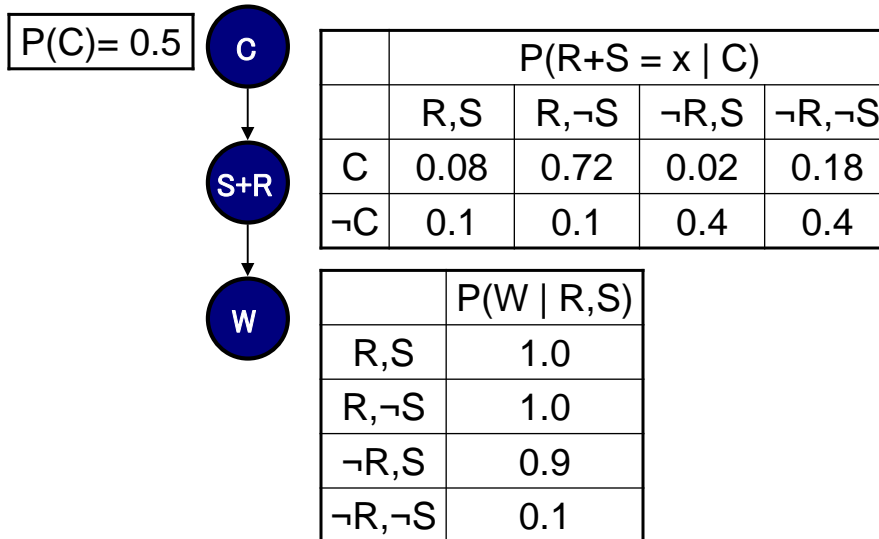 P(C)= 0.5
C
P(R+S = x | C)
R,S R,¬S ¬R,S ¬R,¬S
C 0.08 0.72 0.02 0.18
¬C 0.1 0.1 0.4 0.4
S+R
W
P(W | R,S)
R,S 1.0
R,¬S 1.0
¬R,S 0.9
¬R,¬S 0.1